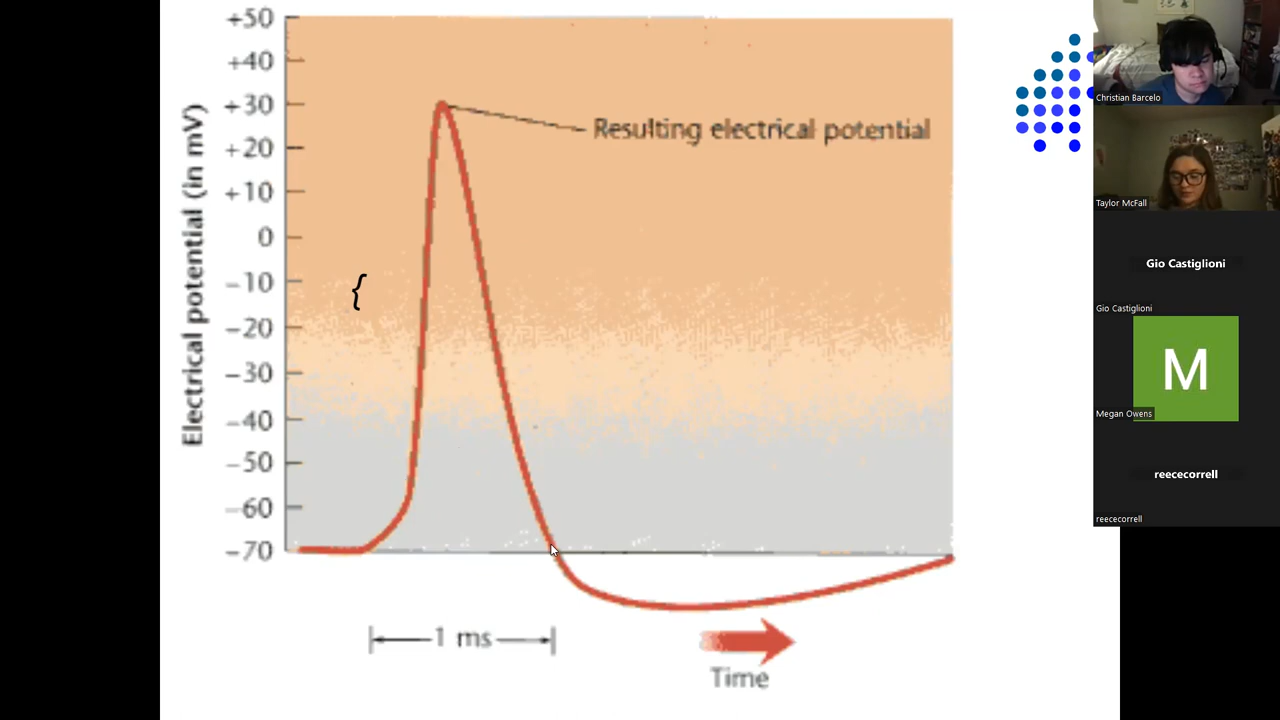 +50
+40
+30
+20
+10
0
−10
−20
−30
−40
−50
−60
−70
Electrical potential (in mV)
Resulting electrical potential
{
1 ms
Time
Christian Barcelo
Taylor McFall
Gio Castiglioni
Gio Castiglioni
M
Megan Owens
reececorrell
reececorrell